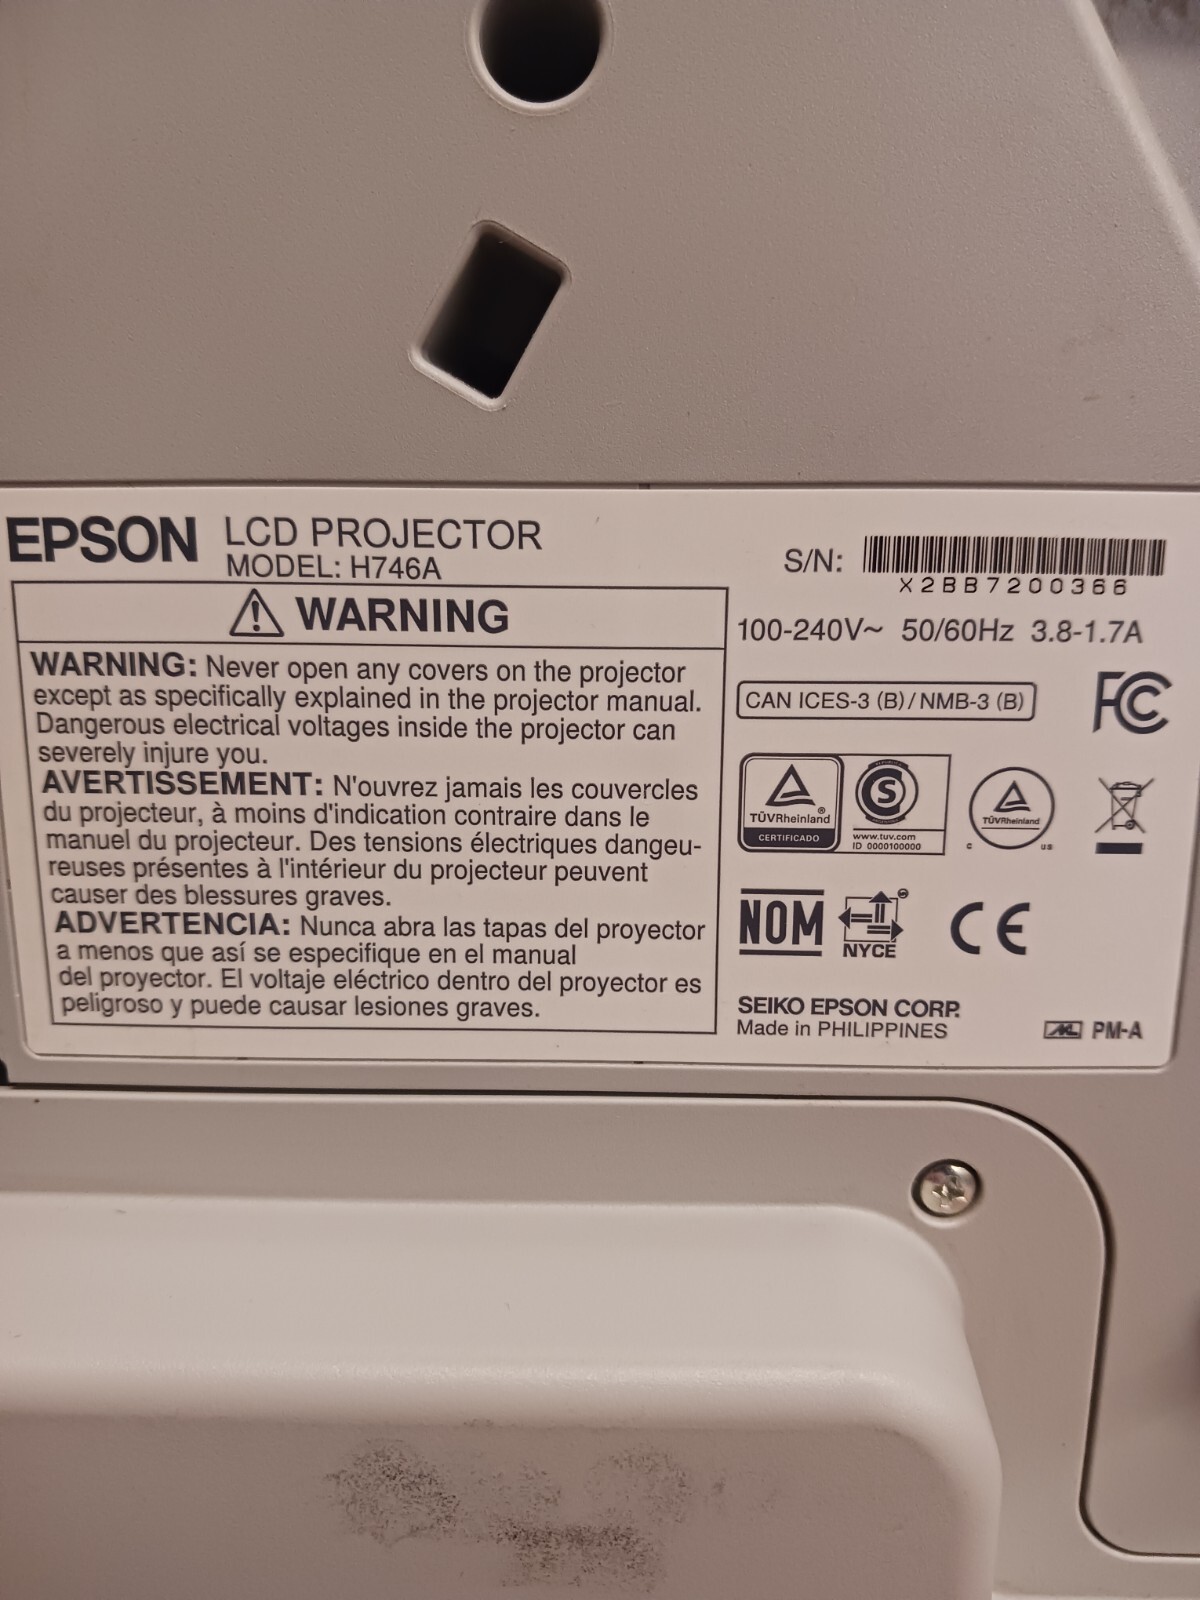 EPSON LCD PROJECTOR
MODEL: H746A
S/N:
X2BB7200366
100-240V~ 50/60Hz 3.8-1.7A
WARNING
WARNING: Never open any covers on the projector
except as specifically explained in the projector manual.
Dangerous electrical voltages inside the projector can
severely injure you.
AVERTISSEMENT: N'ouvrez jamais les couvercles
du projecteur, à moins d'indication contraire dans le
manuel du projecteur. Des tensions électriques dangeu-
reuses présentes à l'intérieur du projecteur peuvent
causer des blessures graves.
ADVERTENCIA: Nunca abra las tapas del proyector
a menos que así se especifique en el manual
del proyector. El voltaje eléctrico dentro del proyector es
peligroso y puede causar lesiones graves.
CAN ICES-3 (B)/NMB-3 (B)
FC
TÜVRheinland®
CERTIFICADO
S
www.tuv.com
ID 0000100000
TÜVRheinland
C US
NOM
NYCE
CE
SEIKO EPSON CORP.
Made in PHILIPPINES
PM-A